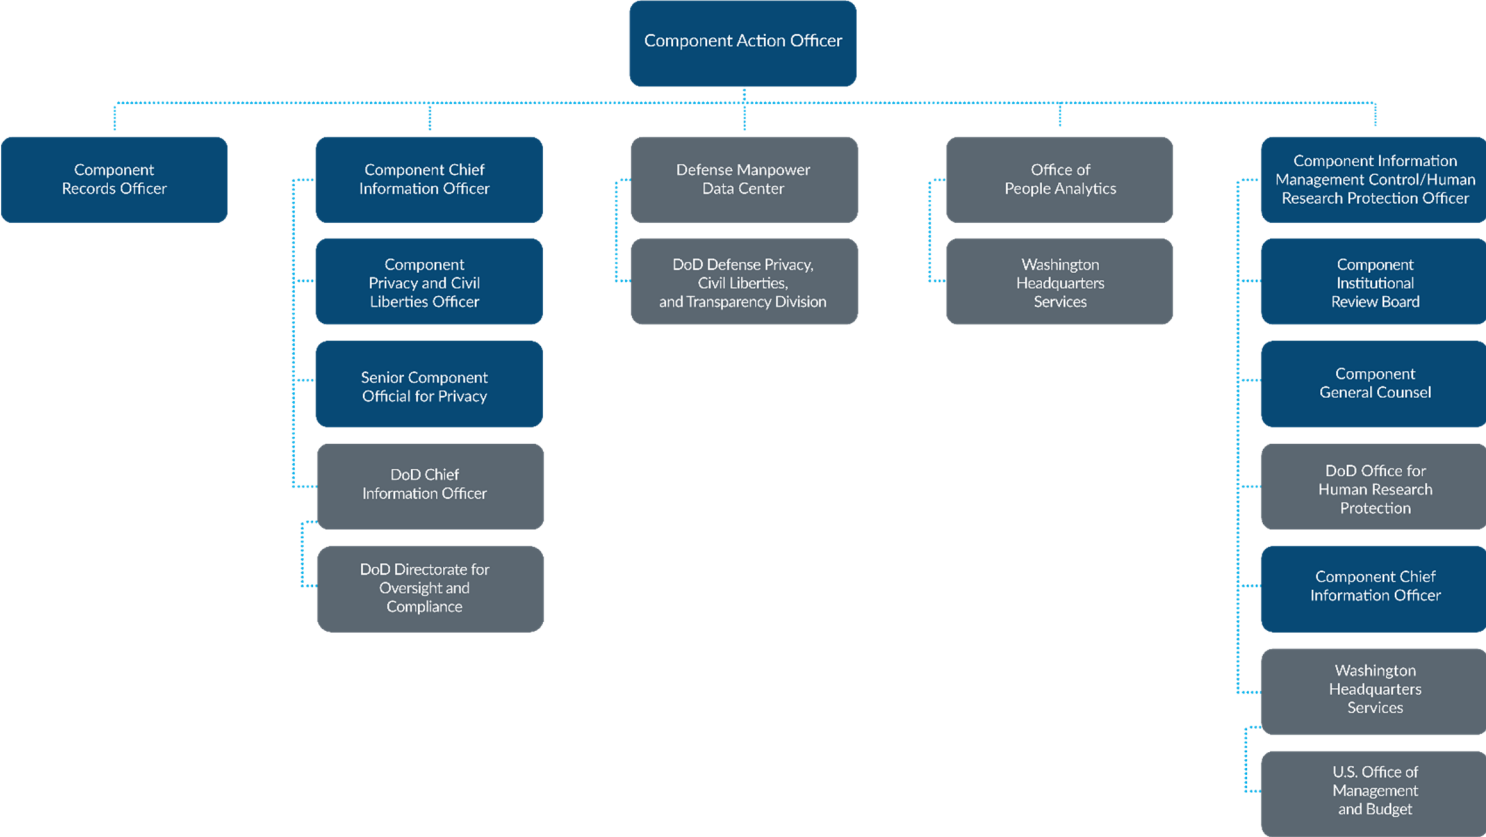 Component Action Officer
Component
Records Officer
Component Chief
Information Officer
Component
Privacy and Civil
Liberties Officer
Senior Component
Official for Privacy
DoD Chief
Information Officer
DoD Directorate for
Oversight and
Compliance
Defense Manpower
Data Center
DoD Defense Privacy,
Civil Liberties,
and Transparency Division
Office of
People Analytics
Washington
Headquarters
Services
Component Information
Management Control/Human
Research Protection Officer
Component
Institutional
Review Board
Component
General Counsel
DoD Office for
Human Research
Protection
Component Chief
Information Officer
Washington
Headquarters
Services
U.S. Office of
Management
and Budget